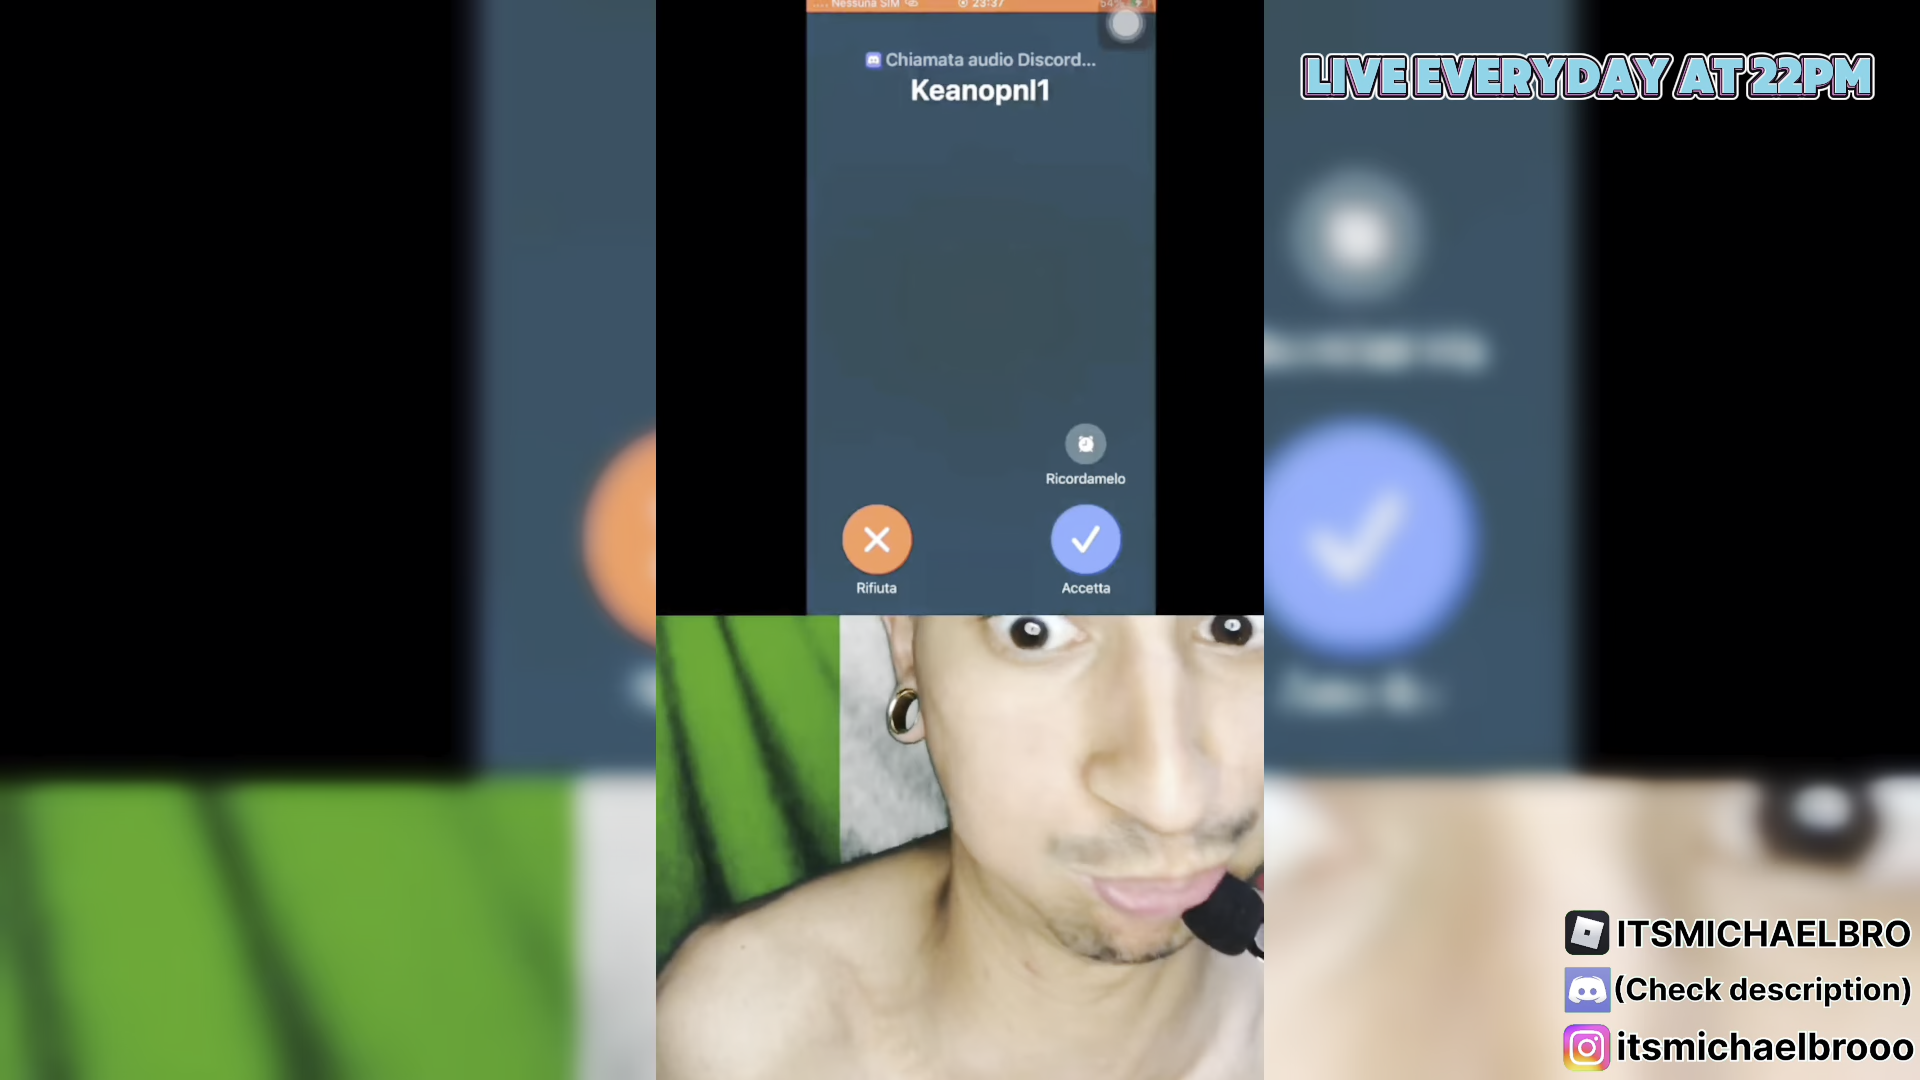 Nessuna SIM
23:37
54%
Chiamata audio Discord...
Keanopnl1
LIVE EVERYDAY AT 22PM
Ricordamelo
Rifiuta
Accetta
ITSMICHAELBRO
(Check description)
itsmichaelbrooo